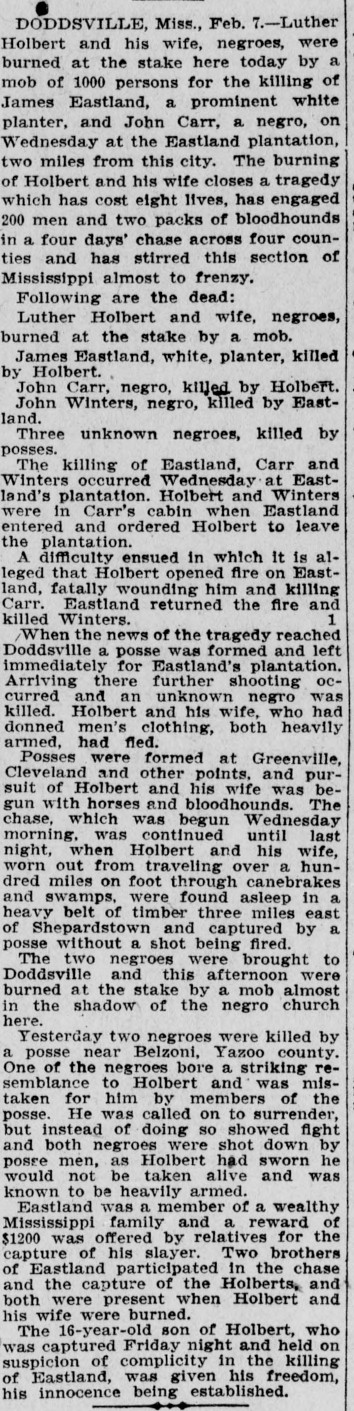 DODDSVILLE, Miss., Feb. 7.—Luther
Holbert and his wife, negroes, were
burned at the stake here today by a
mob of 1000 persons for the killing of
James Eastland, a prominent white
planter, and John Carr, a negro, on
Wednesday at the Eastland plantation,
two miles from this city. The burning
of Holbert and his wife closes a tragedy
which has cost eight lives, has engaged
200 men and two packs of bloodhounds
in a four days' chase across four coun-
ties and has stirred this section of
Mississippi almost to frenzy.
Following are the dead:
Luther Holbert and wife, negroes,
burned at the stake by a mob.
James Eastland, white, planter, killed
by Holbert.
John Carr, negro, killed by Holbert.
John Winters, negro, killed by East-
land.
Three unknown negroes, killed by
posses.
The killing of Eastland, Carr and
Winters occurred Wednesday at East-
land's plantation. Holbert and Winters
were in Carr's cabin when Eastland
entered and ordered Holbert to leave
the plantation.
A difficulty ensued in which it is al-
leged that Holbert opened fire on East-
land, fatally wounding him and killing
Carr. Eastland returned the fire and
killed Winters. 1
When the news of the tragedy reached
Doddsville a posse was formed and left
immediately for Eastland's plantation.
Arriving there further shooting oc-
curred and an unknown negro was
killed. Holbert and his wife, who had
donned men's clothing, both heavily
armed, had fled.
Posses were formed at Greenville,
Cleveland and other points, and pur-
suit of Holbert and his wife was be-
gun with horses and bloodhounds. The
chase, which was begun Wednesday
morning, was continued until last
night, when Holbert and his wife,
worn out from traveling over a hun-
dred miles on foot through canebrakes
and swamps, were found asleep in a
heavy belt of timber three miles east
of Shepardstown and captured by a
posse without a shot being fired.
The two negroes were brought to
Doddsville and this afternoon were
burned at the stake by a mob almost
in the shadow of the negro church
here.
Yesterday two negroes were killed by
a posse near Belzoni, Yazoo county.
One of the negroes bore a striking re-
semblance to Holbert and was mis-
taken for him by members of the
posse. He was called on to surrender,
but instead of doing so showed fight
and both negroes were shot down by
posse men, as Holbert had sworn he
would not be taken alive and was
known to be heavily armed.
Eastland was a member of a wealthy
Mississippi family and a reward of
$1200 was offered by relatives for the
capture of his slayer. Two brothers
of Eastland participated in the chase
and the capture of the Holberts, and
both were present when Holbert and
his wife were burned.
The 16-year-old son of Holbert, who
was captured Friday night and held on
suspicion of complicity in the killing
of Eastland, was given his freedom,
his innocence being established.